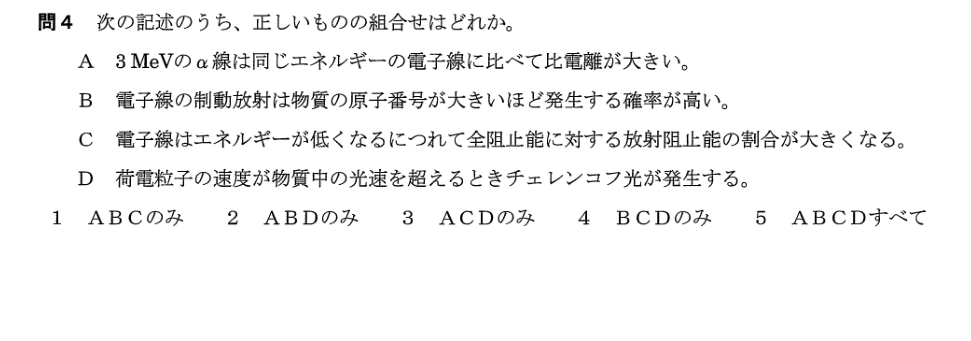 問４　次の記述のうち、正しいものの組合せはどれか。
A　3 MeVのα線は同じエネルギーの電子線に比べて比電離が大きい。
B　電子線の制動放射は物質の原子番号が大きいほど発生する確率が高い。
C　電子線はエネルギーが低くなるにつれて全阻止能に対する放射阻止能の割合が大きくなる。
D　荷電粒子の速度が物質中の光速を超えるときチェレンコフ光が発生する。
１　ＡＢＣのみ　　２　ＡＢＤのみ　　３　ＡＣＤのみ　　４　ＢＣＤのみ　　５　ＡＢＣＤすべて